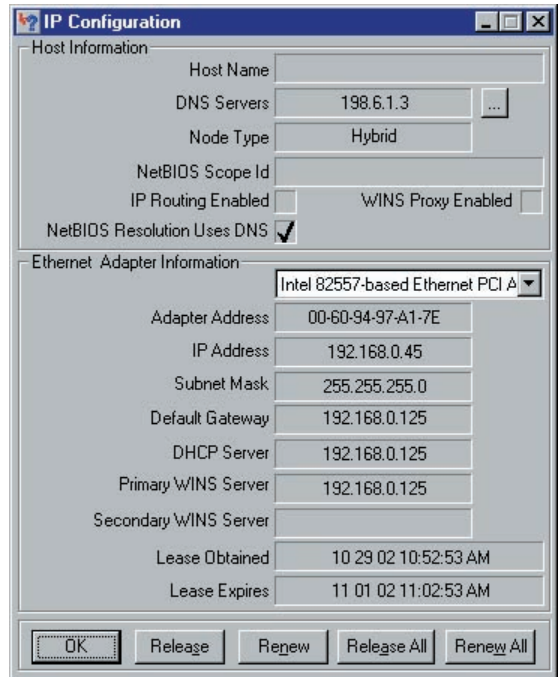 IP Configuration
Host Information
Host Name
DNS Servers 198.6.1.3 ...
Node Type Hybrid
NetBIOS Scope Id
IP Routing Enabled WINS Proxy Enabled
NetBIOS Resolution Uses DNS
Ethernet Adapter Information
Intel 82557-based Ethernet PCI A
Adapter Address 00-60-94-97-A1-7E
IP Address 192.168.0.45
Subnet Mask 255.255.255.0
Default Gateway 192.168.0.125
DHCP Server 192.168.0.125
Primary WINS Server 192.168.0.125
Secondary WINS Server
Lease Obtained 10 29 02 10:52:53 AM
Lease Expires 11 01 02 11:02:53 AM
OK Release Renew Release All Renew All